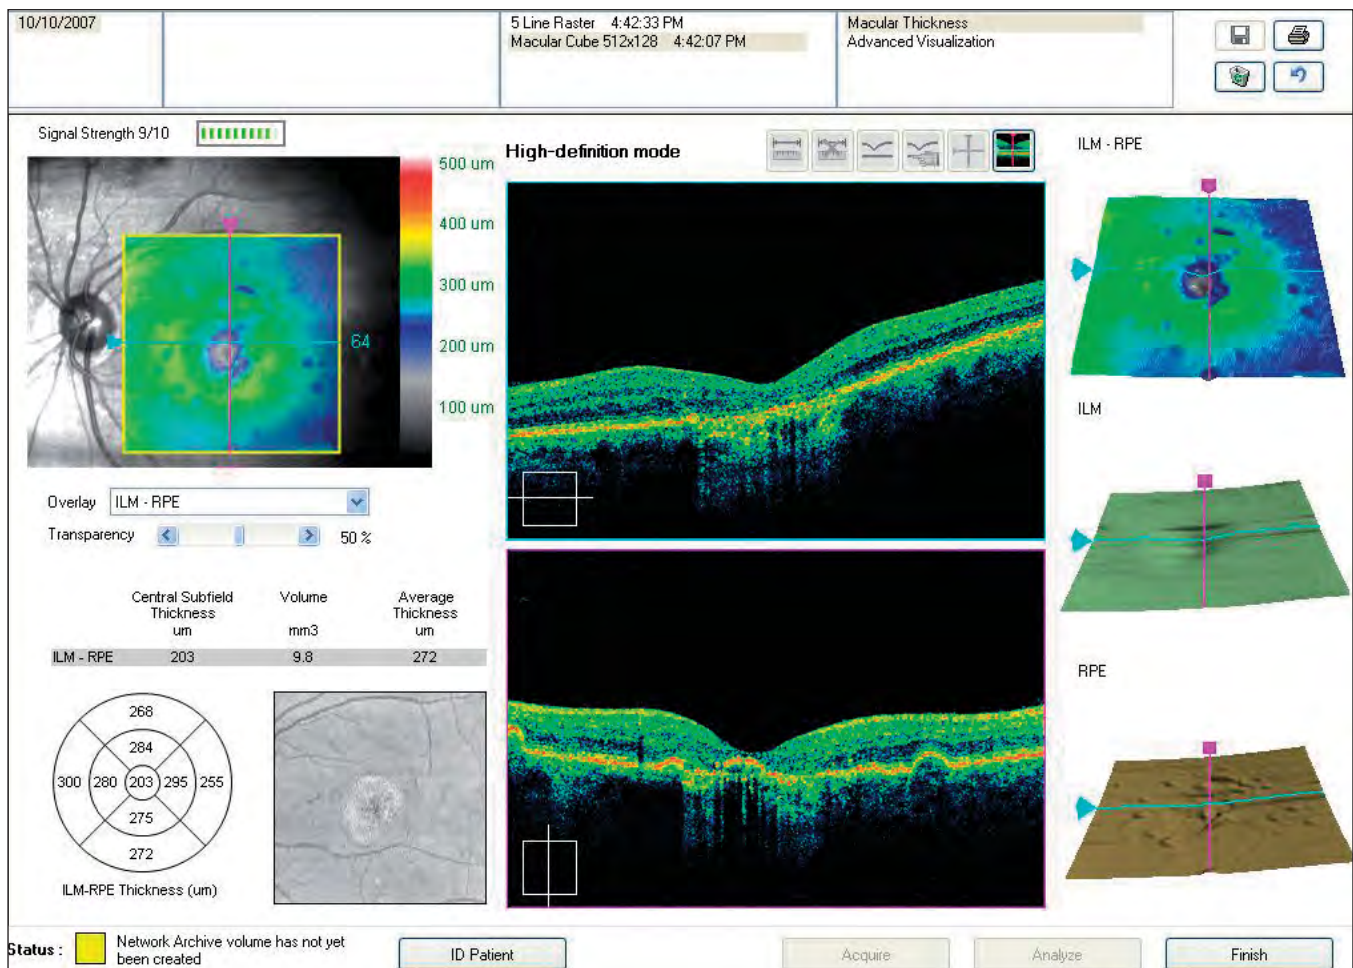 10/10/2007
5 Line Raster 4:42:33 PM
Macular Cube 512x128 4:42:07 PM
Macular Thickness
Advanced Visualization
Signal Strength 9/10
500 um
400 um
300 um
200 um
100 um
64
Overlay ILM - RPE
Transparency 50 %
Central Subfield Volume Average
Thickness Thickness
um mm3 um
ILM - RPE 203 9.8 272
268
284
300 280 203 295 255
275
272
ILM-RPE Thickness (um)
High-definition mode
ILM - RPE
ILM
RPE
Status : Network Archive volume has not yet
been created
ID Patient
Acquire
Analyze
Finish